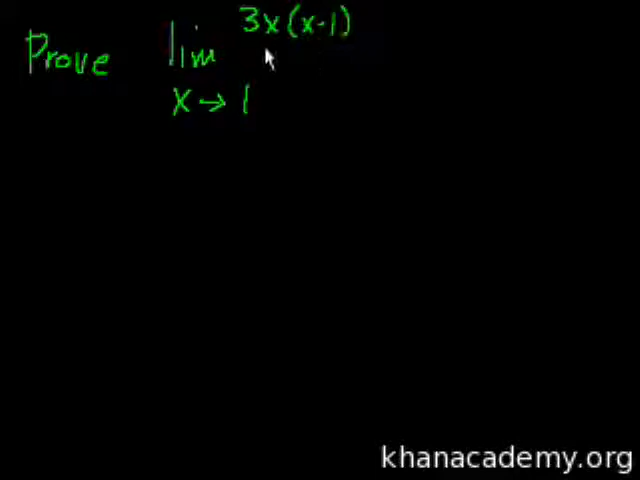 3x(x-1)
Prove lim
x → 1
khanacademy.org